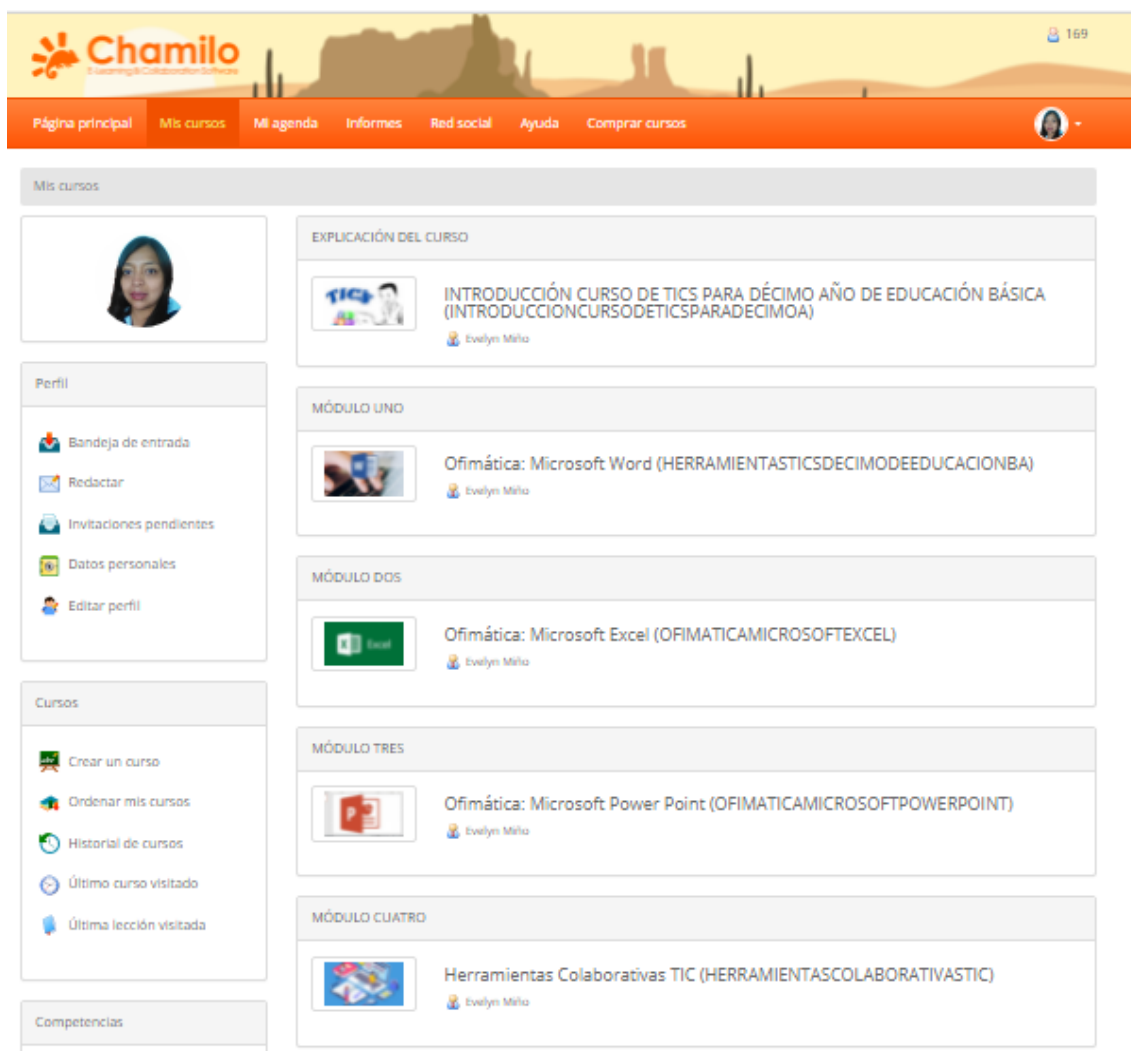 Chamilo
E-Learning & Collaboration Software
169
Página principal Mis cursos Mi agenda Informes Red social Ayuda Comprar cursos
Mis cursos
Perfil
Bandeja de entrada
Redactar
Invitaciones pendientes
Datos personales
Editar perfil
Cursos
Crear un curso
Ordenar mis cursos
Historial de cursos
Último curso visitado
Última lección visitada
Competencias
EXPLICACIÓN DEL CURSO
TICS
INTRODUCCIÓN CURSO DE TICS PARA DÉCIMO AÑO DE EDUCACIÓN BÁSICA
(INTRODUCCIONCURSODETICSPARADECIMOA)
Evelyn Miño
MÓDULO UNO
Ofimática: Microsoft Word (HERRAMIENTASTICSDECIMODEEDUCACIONBA)
Evelyn Miño
MÓDULO DOS
Excel
Ofimática: Microsoft Excel (OFIMATICAMICROSOFTEXCEL)
Evelyn Miño
MÓDULO TRES
P
Ofimática: Microsoft Power Point (OFIMATICAMICROSOFTPOWERPOINT)
Evelyn Miño
MÓDULO CUATRO
Herramientas Colaborativas TIC (HERRAMIENTASCOLABORATIVASTIC)
Evelyn Miño